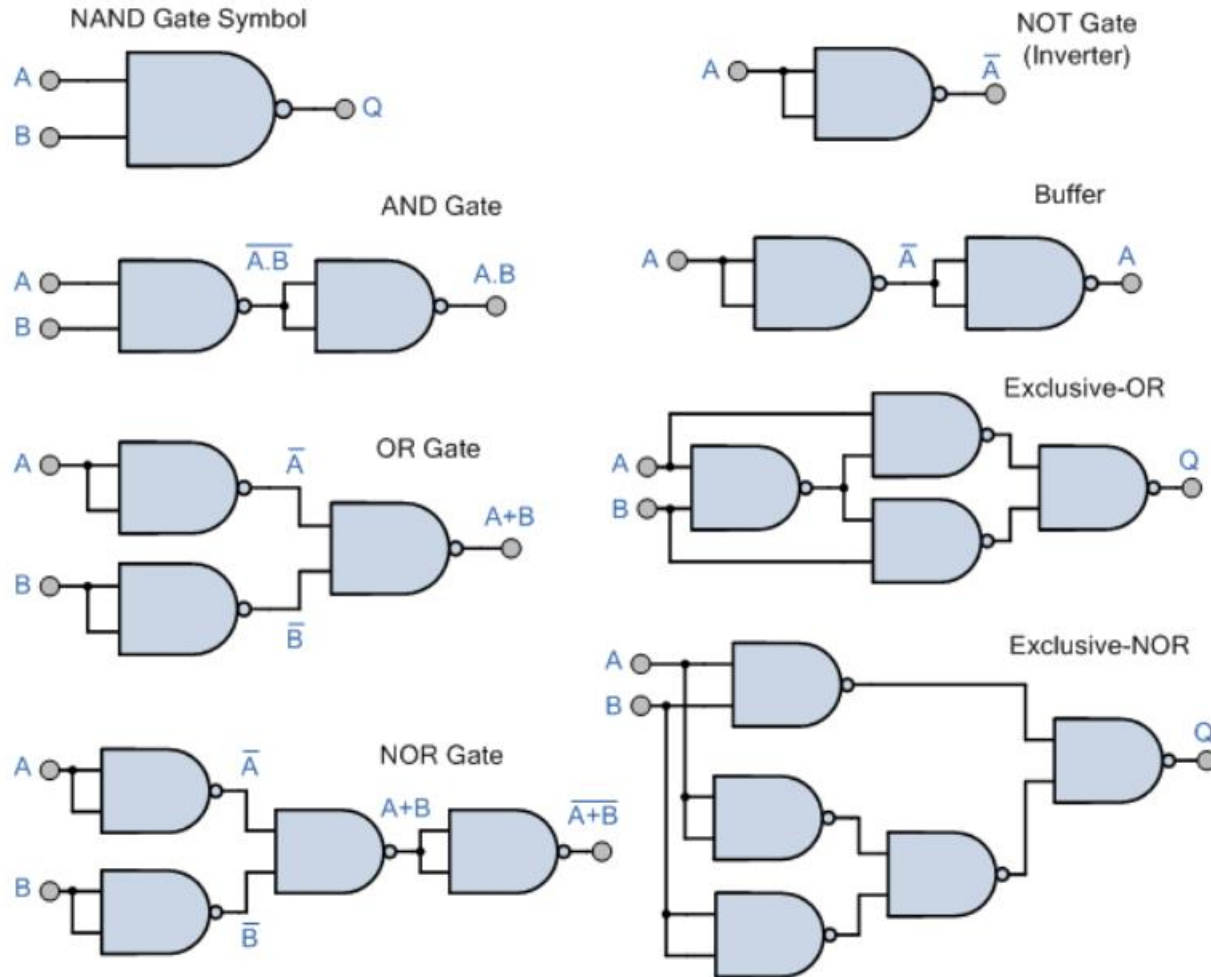 NAND Gate Symbol
A
B
Q
NOT Gate
(Inverter)
A
A̅
AND Gate
A
B
A̅.̅B̅
A.B
Buffer
A
A̅
A
OR Gate
A
A̅
B
B̅
A+B
Exclusive-OR
A
B
Q
NOR Gate
A
A̅
B
B̅
A+B
A̅+̅B̅
Exclusive-NOR
A
B
Q